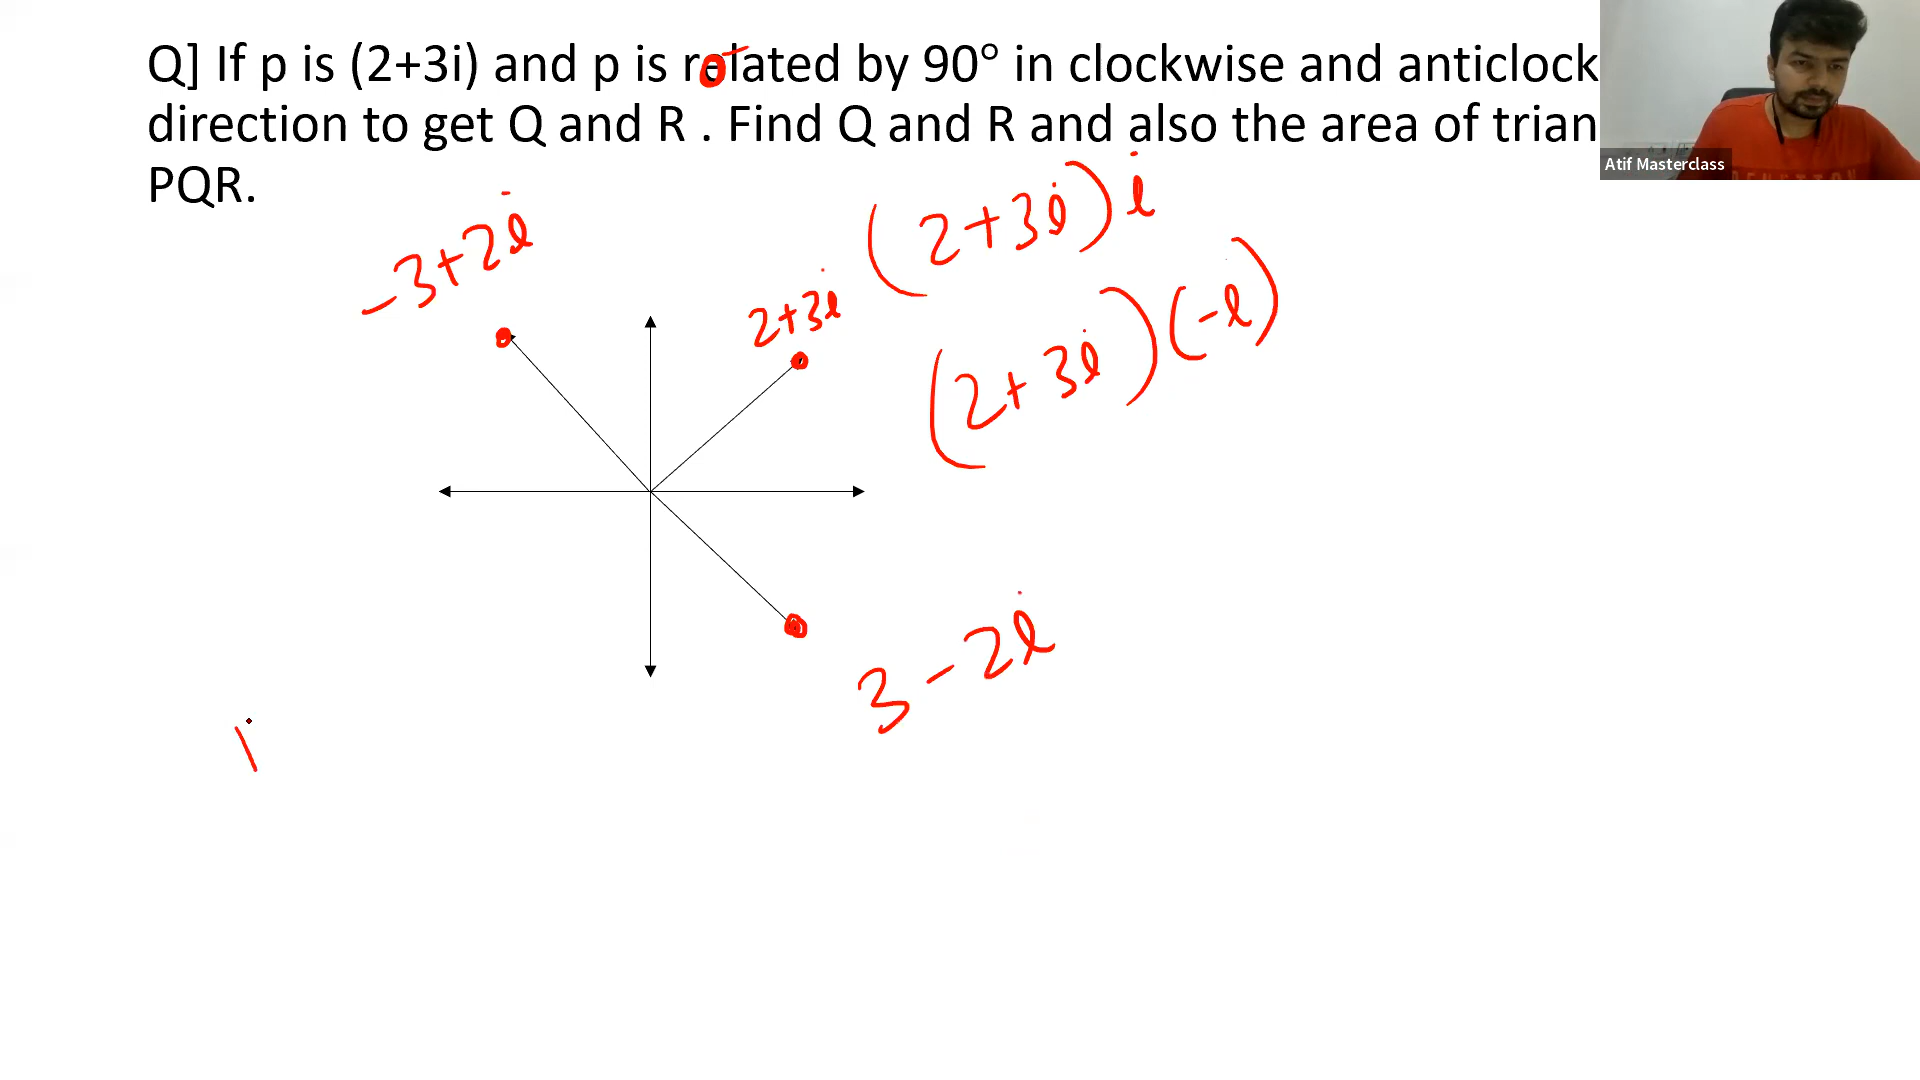 Q] If p is (2+3i) and p is rotated by 90° in clockwise and anticlock
direction to get Q and R . Find Q and R and also the area of trian
PQR.
Atif Masterclass
-3+2i
(2+3i)i
2+3i
(2+3i)(-i)
3-2i